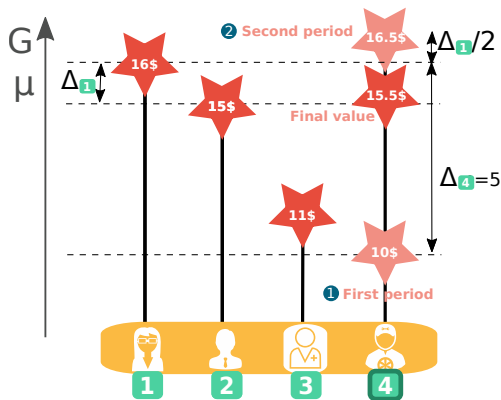 G
μ
❷ Second period
16.5$
Δ1/2
16$
Δ1
15$
15.5$
Final value
Δ4=5
11$
10$
❶ First period
1
2
3
4